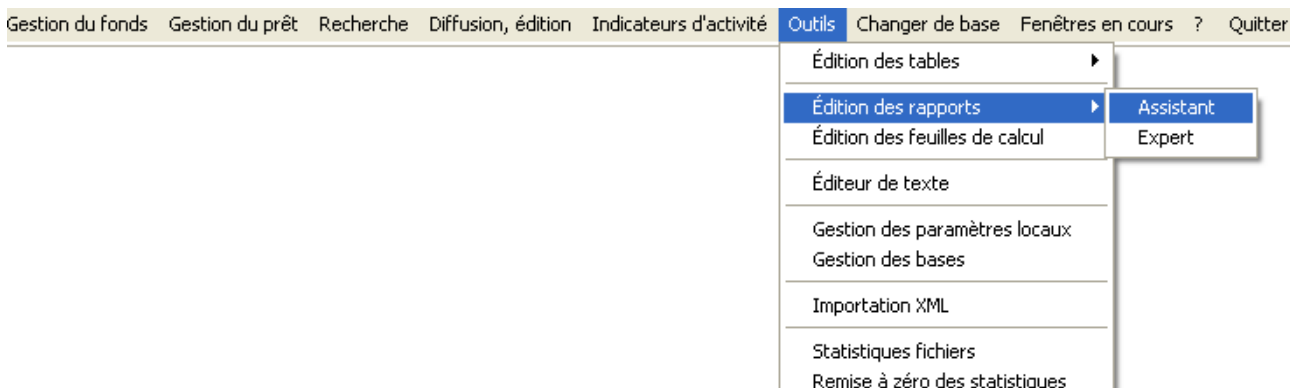 Gestion du fonds Gestion du prêt Recherche Diffusion, édition Indicateurs d'activité Outils Changer de base Fenêtres en cours ? Quitter
Édition des tables
Édition des rapports Assistant
Édition des feuilles de calcul Expert
Éditeur de texte
Gestion des paramètres locaux
Gestion des bases
Importation XML
Statistiques fichiers
Remise à zéro des statistiques